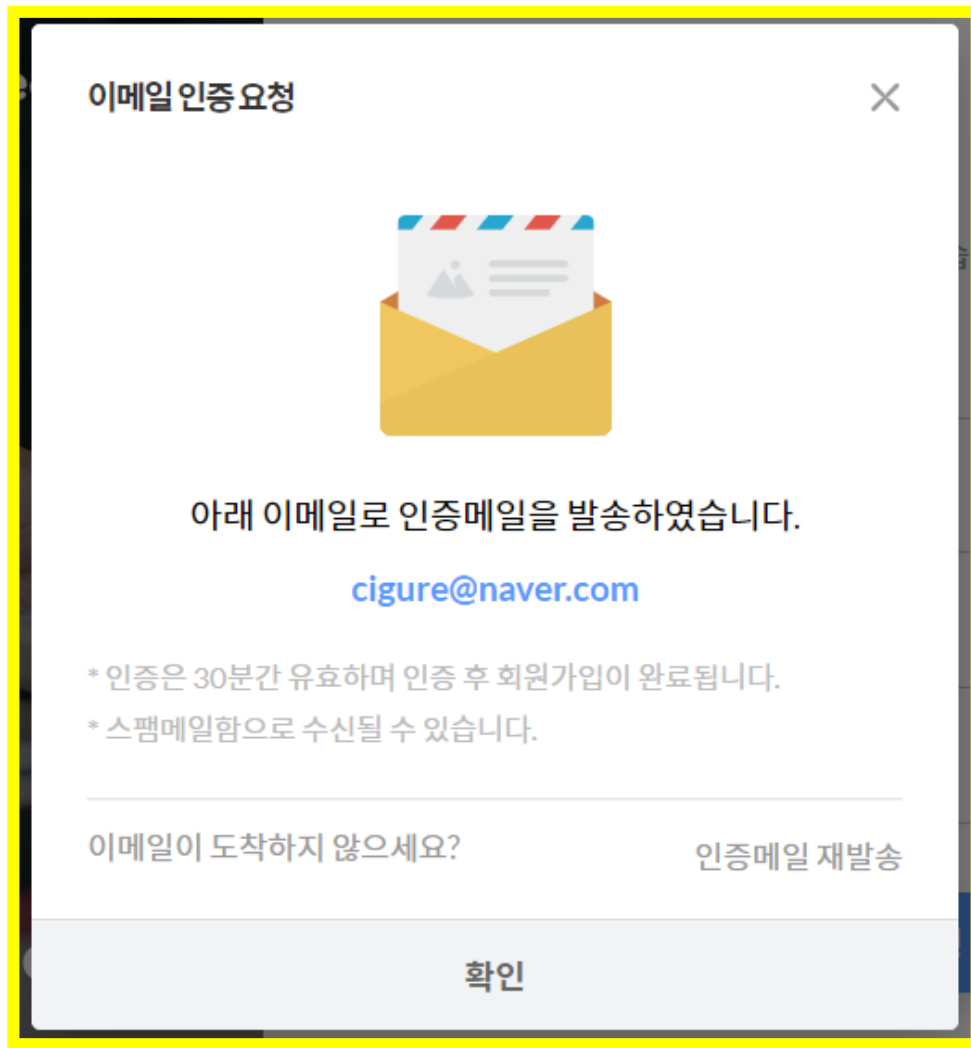 이메일 인증 요청
아래 이메일로 인증메일을 발송하였습니다.
cigure@naver.com
* 인증은 30분간 유효하며 인증 후 회원가입이 완료됩니다.
* 스팸메일함으로 수신될 수 있습니다.
이메일이 도착하지 않으세요?
인증메일 재발송
확인